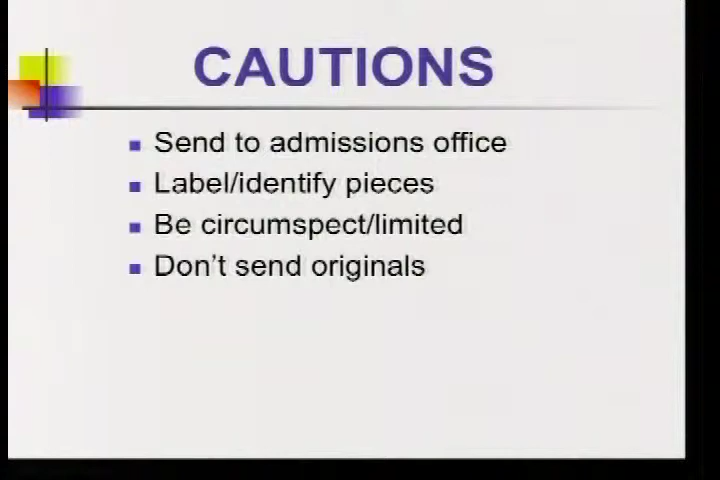 CAUTIONS
Send to admissions office
Label/identify pieces
Be circumspect/limited
Don't send originals